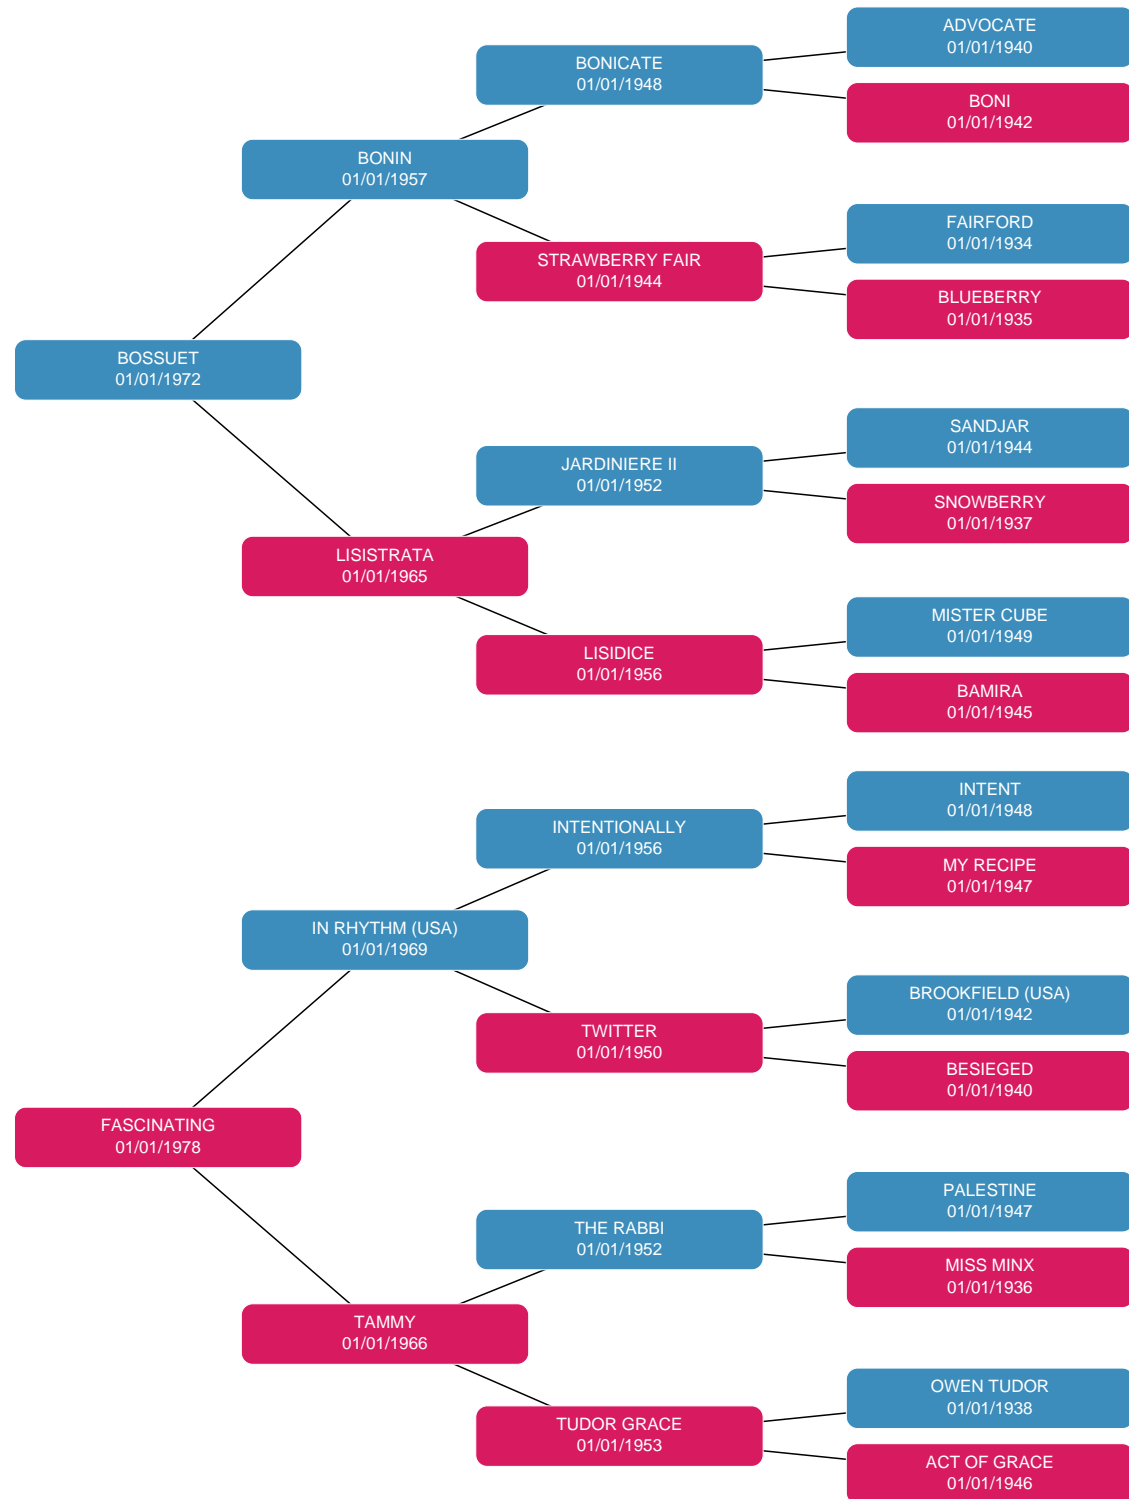 ADVOCATE
01/01/1940
BONICATE
01/01/1948
BONI
01/01/1942
BONIN
01/01/1957
FAIRFORD
01/01/1934
STRAWBERRY FAIR
01/01/1944
BLUEBERRY
01/01/1935
BOSSUET
01/01/1972
SANDJAR
01/01/1944
JARDINIERE II
01/01/1952
SNOWBERRY
01/01/1937
LISISTRATA
01/01/1965
MISTER CUBE
01/01/1949
LISIDICE
01/01/1956
BAMIRA
01/01/1945
INTENT
01/01/1948
INTENTIONALLY
01/01/1956
MY RECIPE
01/01/1947
IN RHYTHM (USA)
01/01/1969
BROOKFIELD (USA)
01/01/1942
TWITTER
01/01/1950
BESIEGED
01/01/1940
FASCINATING
01/01/1978
PALESTINE
01/01/1947
THE RABBI
01/01/1952
MISS MINX
01/01/1936
TAMMY
01/01/1966
OWEN TUDOR
01/01/1938
TUDOR GRACE
01/01/1953
ACT OF GRACE
01/01/1946